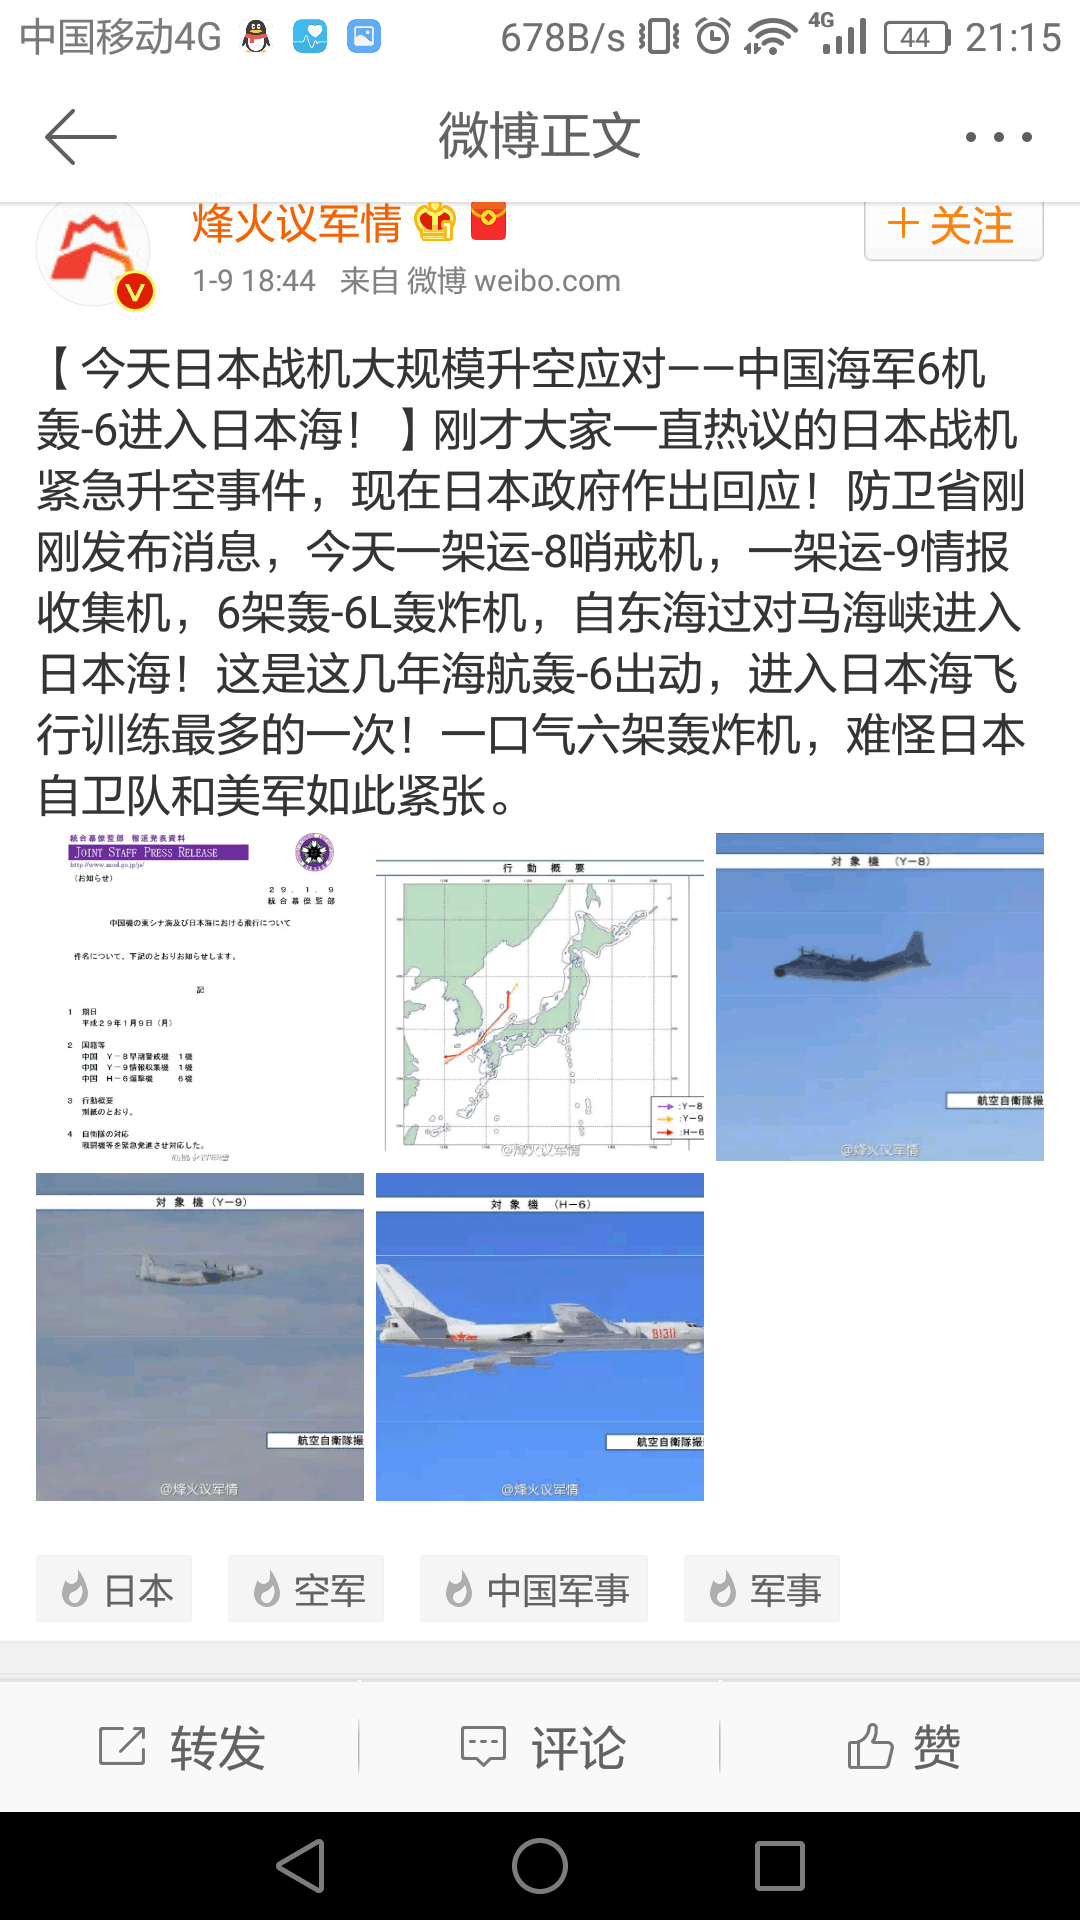 中国移动4G 678B/s 4G 44 21:15
微博正文
烽火议军情
+ 关注
1-9 18:44 来自 微博 weibo.com
【 今天日本战机大规模升空应对——中国海军6机
轰-6进入日本海！ 】刚才大家一直热议的日本战机
紧急升空事件，现在日本政府作出回应！防卫省刚
刚发布消息，今天一架运-8哨戒机，一架运-9情报
收集机，6架轰-6L轰炸机，自东海过对马海峡进入
日本海！这是这几年海航轰-6出动，进入日本海飞
行训练最多的一次！一口气六架轰炸机，难怪日本
自卫队和美军如此紧张。
統合幕僚監部 報道発表資料
JOINT STAFF PRESS RELEASE
http://www.mod.go.jp/js/
(お知らせ)
29.1.9
統合幕僚監部
中国機の東シナ海及び日本海における飛行について
件名について、下記のとおりお知らせします。
記
1 期日
平成29年1月9日(月)
2 国籍等
中国 Y-8早期警戒機 1機
中国 Y-9情報収集機 1機
中国 H-6爆撃機 6機
3 行動概要
別紙のとおり。
4 自衛隊の対応
戦闘機等を緊急発進させ対応した。
@烽火议军情
行動概要
:Y-8
:Y-9
:H-6
@烽火议军情
対象機 (Y-8)
航空自衛隊撮
@烽火议军情
対象機 (Y-9)
航空自衛隊撮
@烽火议军情
対象機 (H-6)
81311
航空自衛隊撮
@烽火议军情
日本 空军 中国军事 军事
转发 评论 赞